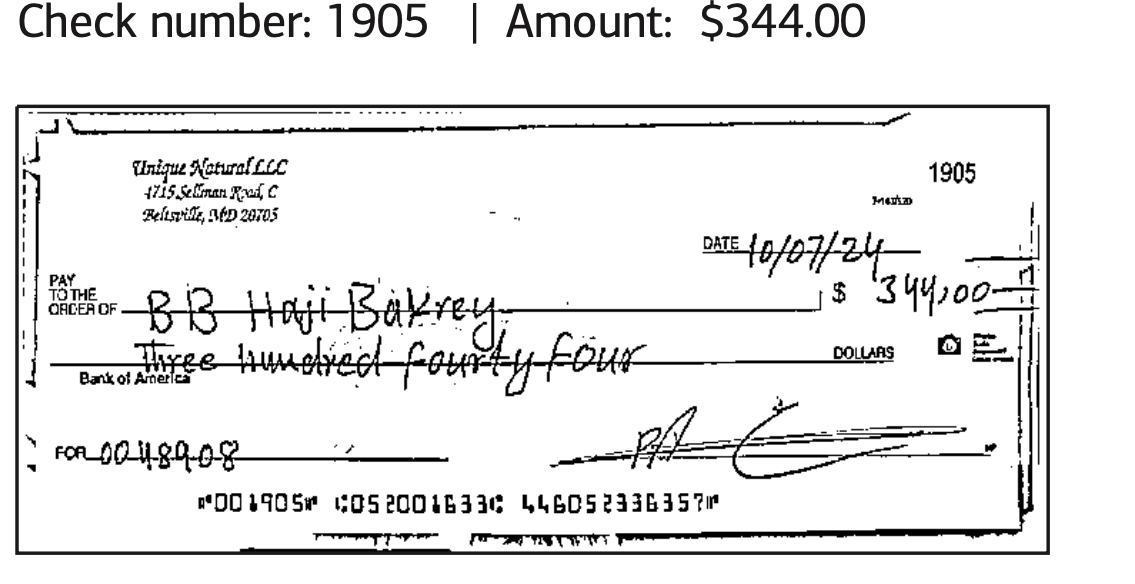 Check number: 1905 | Amount: $344.00
Unique Natural LLC
1905
4715 Sellman Road, C
Beltsville, MD 20705
DATE 10/07/24
PAY
TO THE
ORDER OF BB Haji Bakrey $ 344,00
Three hundred fourty four DOLLARS
Bank of America
FOR 0048908
⑈001905⑈ ⑆052001633⑆ 446052336357⑈